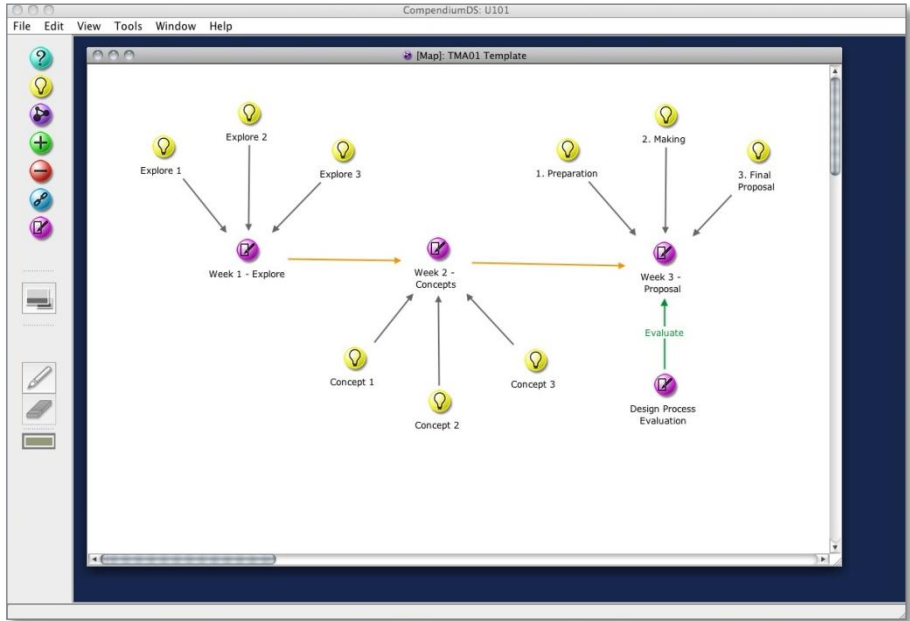 CompendiumDS: U101
File Edit View Tools Window Help
[Map]: TMA01 Template
Explore 1
Explore 2
Explore 3
Week 1 - Explore
Week 2 -
Concepts
Concept 1
Concept 2
Concept 3
1. Preparation
2. Making
3. Final
Proposal
Week 3 -
Proposal
Evaluate
Design Process
Evaluation